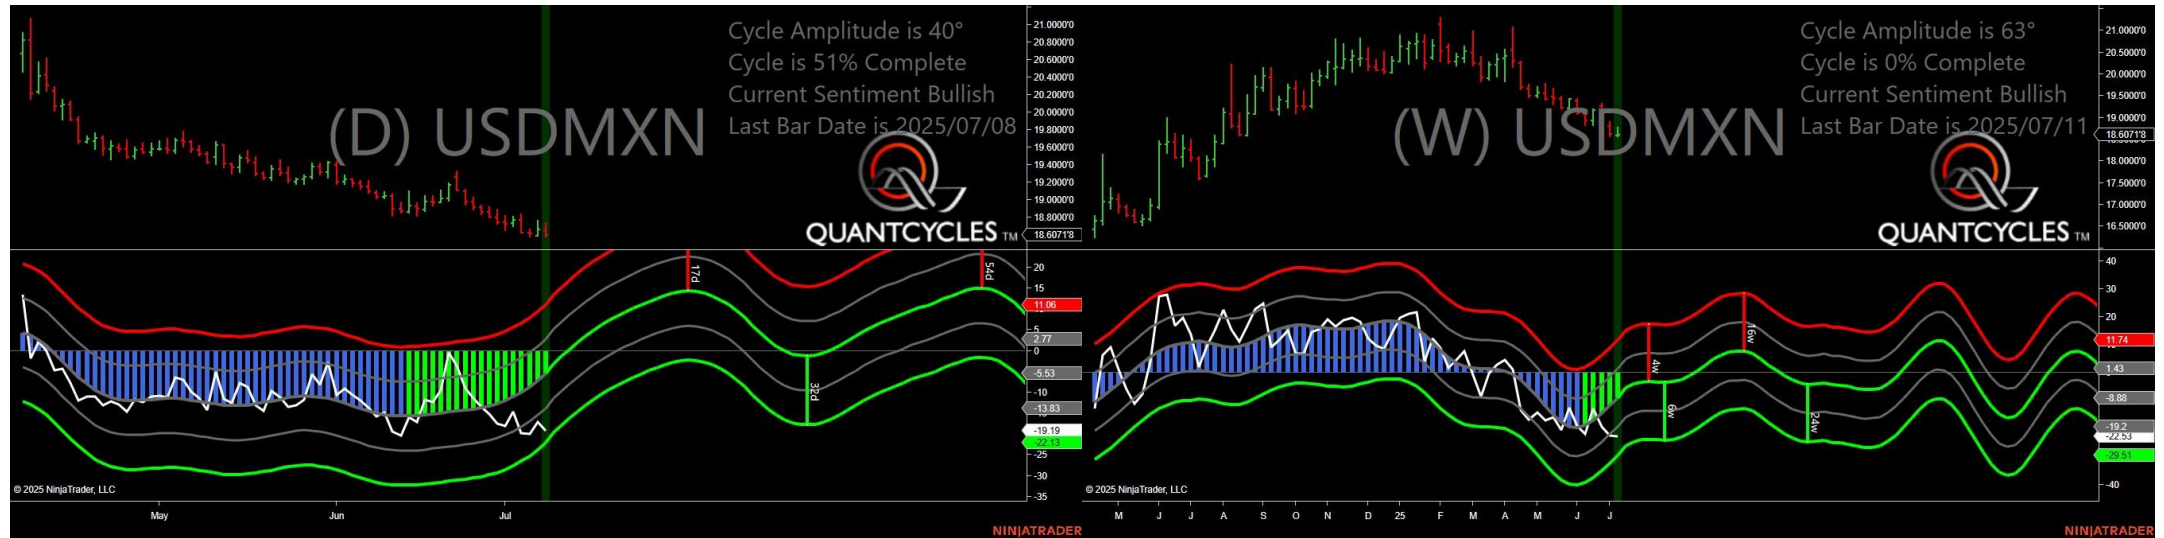 Cycle Amplitude is 40°
Cycle is 51% Complete
Current Sentiment Bullish
Last Bar Date is 2025/07/08
(D) USDMXN
QUANTCYCLES TM
21.0000'0
20.8000'0
20.6000'0
20.4000'0
20.2000'0
20.0000'0
19.8000'0
19.6000'0
19.4000'0
19.2000'0
19.0000'0
18.8000'0
18.6071'8
17d
32d
54d
20
15
11.06
5
2.77
0
-5.53
-10
-13.83
-19.19
-22.13
-25
-30
-35
© 2025 NinjaTrader, LLC
May Jun Jul
NINJATRADER
Cycle Amplitude is 63°
Cycle is 0% Complete
Current Sentiment Bullish
Last Bar Date is 2025/07/11
(W) USDMXN
QUANTCYCLES TM
21.0000'0
20.5000'0
20.0000'0
19.5000'0
19.0000'0
18.6071'8
18.0000'0
17.5000'0
17.0000'0
16.5000'0
4w
6w
16w
24w
40
30
20
11.74
1.43
-8.88
-19.2
-22.53
-29.51
-40
© 2025 NinjaTrader, LLC
M J J A S O N D 25 F M A M J J
NINJATRADER